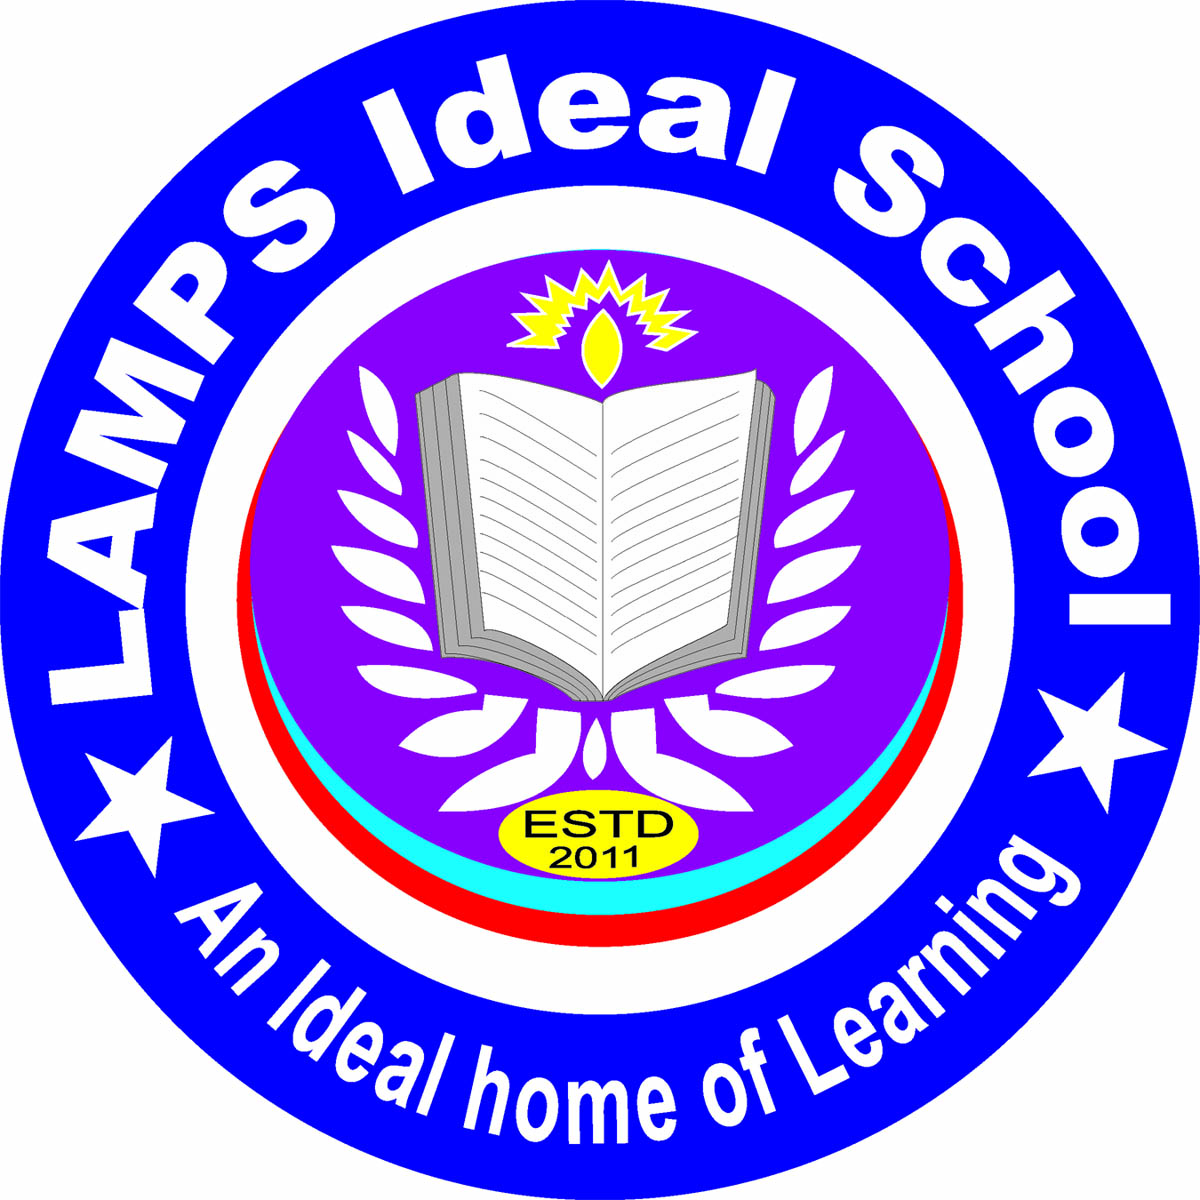 LAMPS Ideal School
ESTD
2011
An Ideal home of Learning